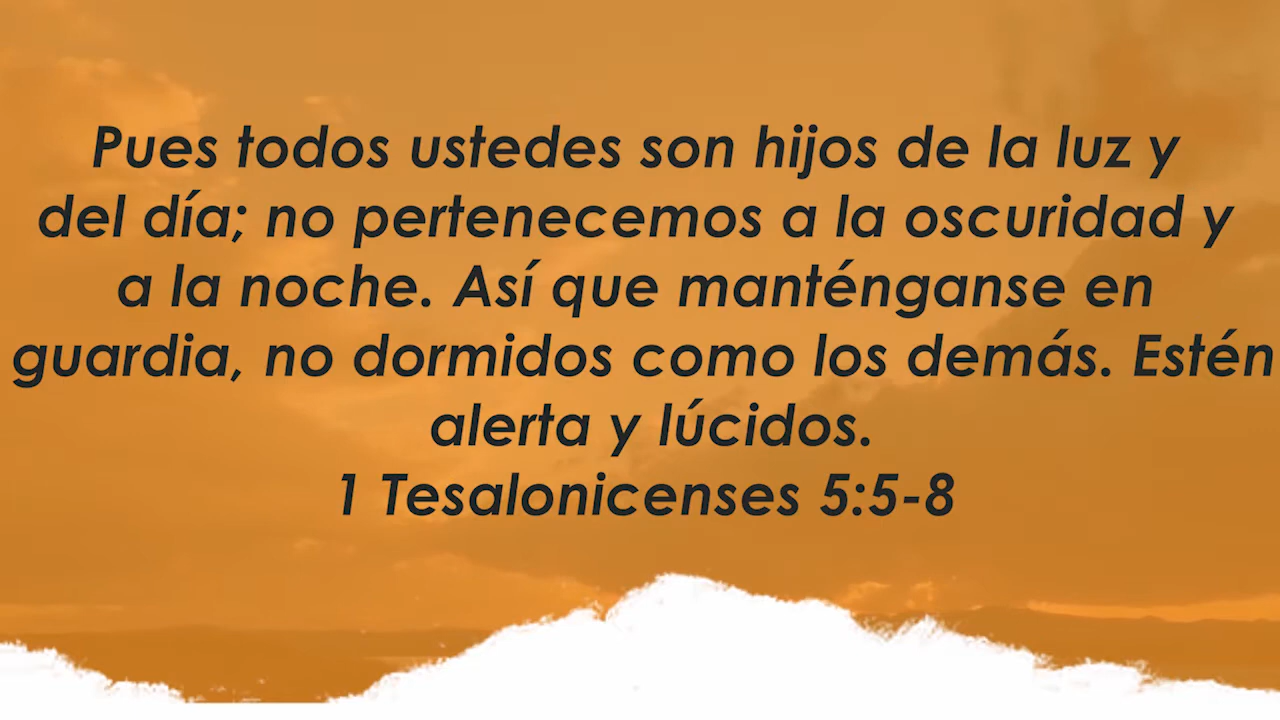 Pues todos ustedes son hijos de la luz y
del día; no pertenecemos a la oscuridad y
a la noche. Así que manténganse en
guardia, no dormidos como los demás. Estén
alerta y lúcidos.
1 Tesalonicenses 5:5-8